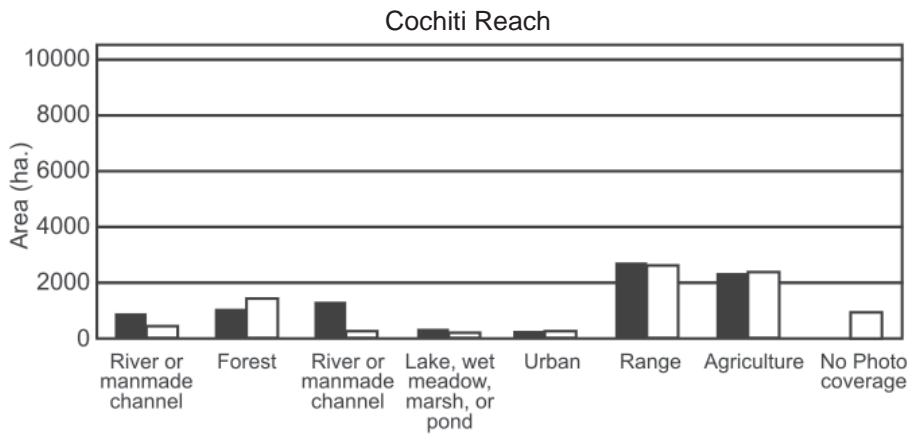 Cochiti Reach
Area (ha.)
10000
8000
6000
4000
2000
0
River or
manmade
channel
Forest
River or
manmade
channel
Lake, wet
meadow,
marsh, or
pond
Urban
Range
Agriculture
No Photo
coverage